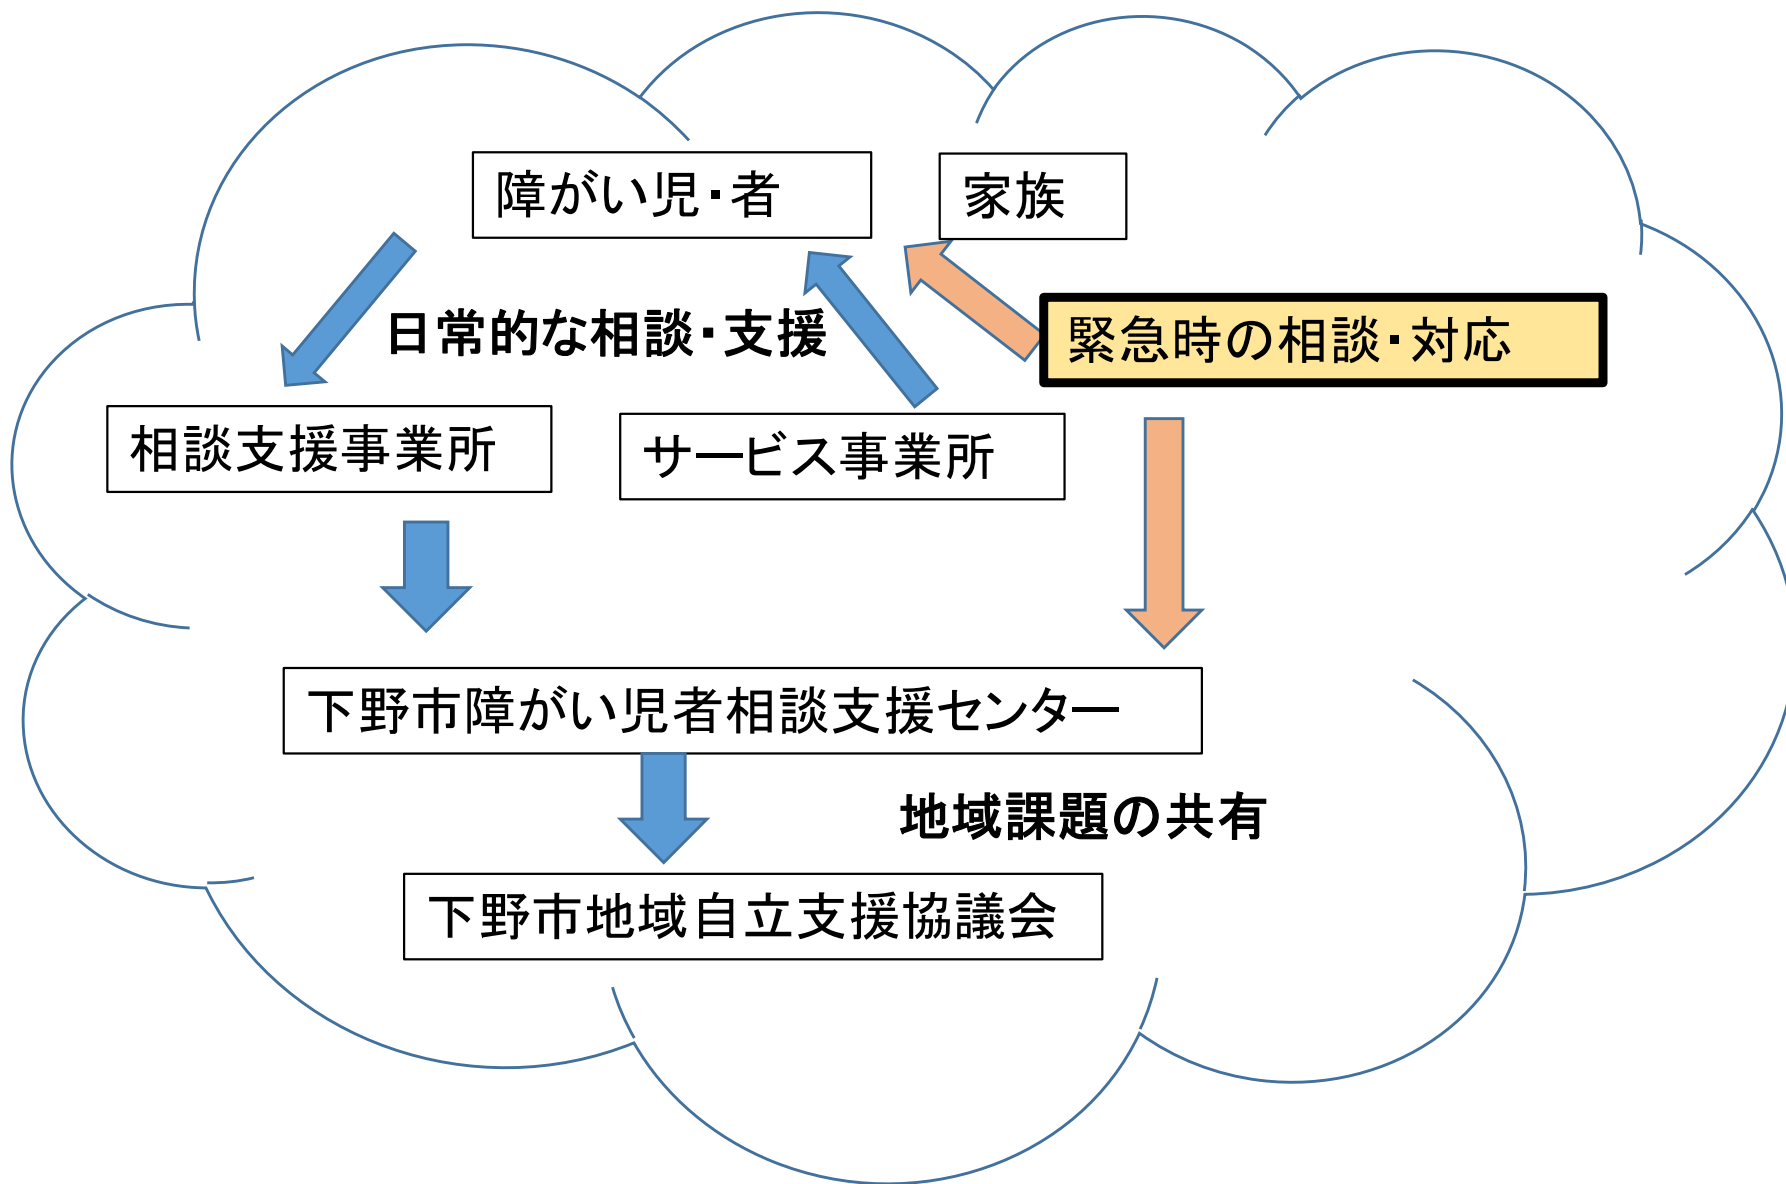 障がい児・者
家族
日常的な相談・支援
緊急時の相談・対応
相談支援事業所
サービス事業所
下野市障がい児者相談支援センター
地域課題の共有
下野市地域自立支援協議会